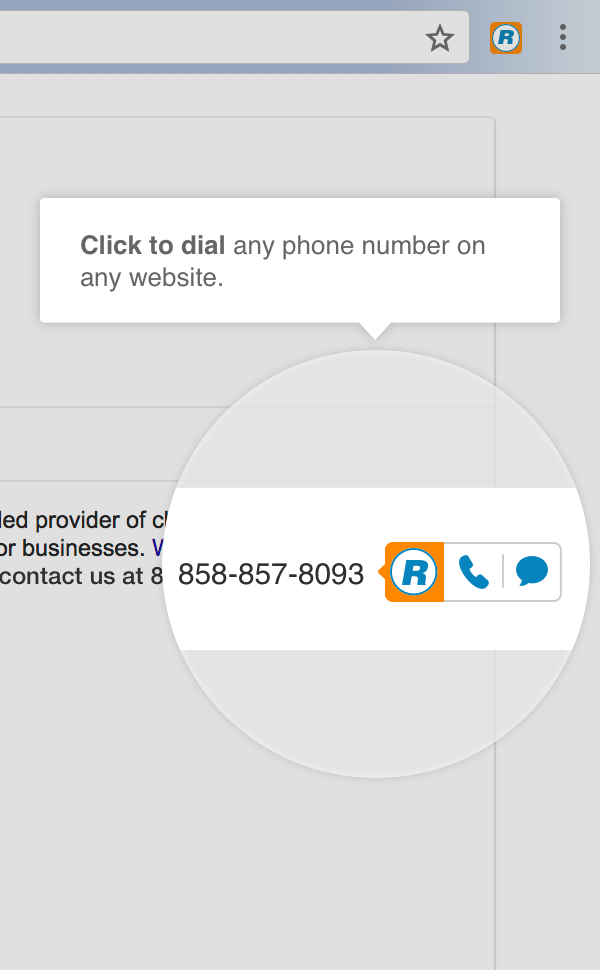 R
Click to dial any phone number on
any website.
led provider of cl
or businesses. W
contact us at 8
858-857-8093
R